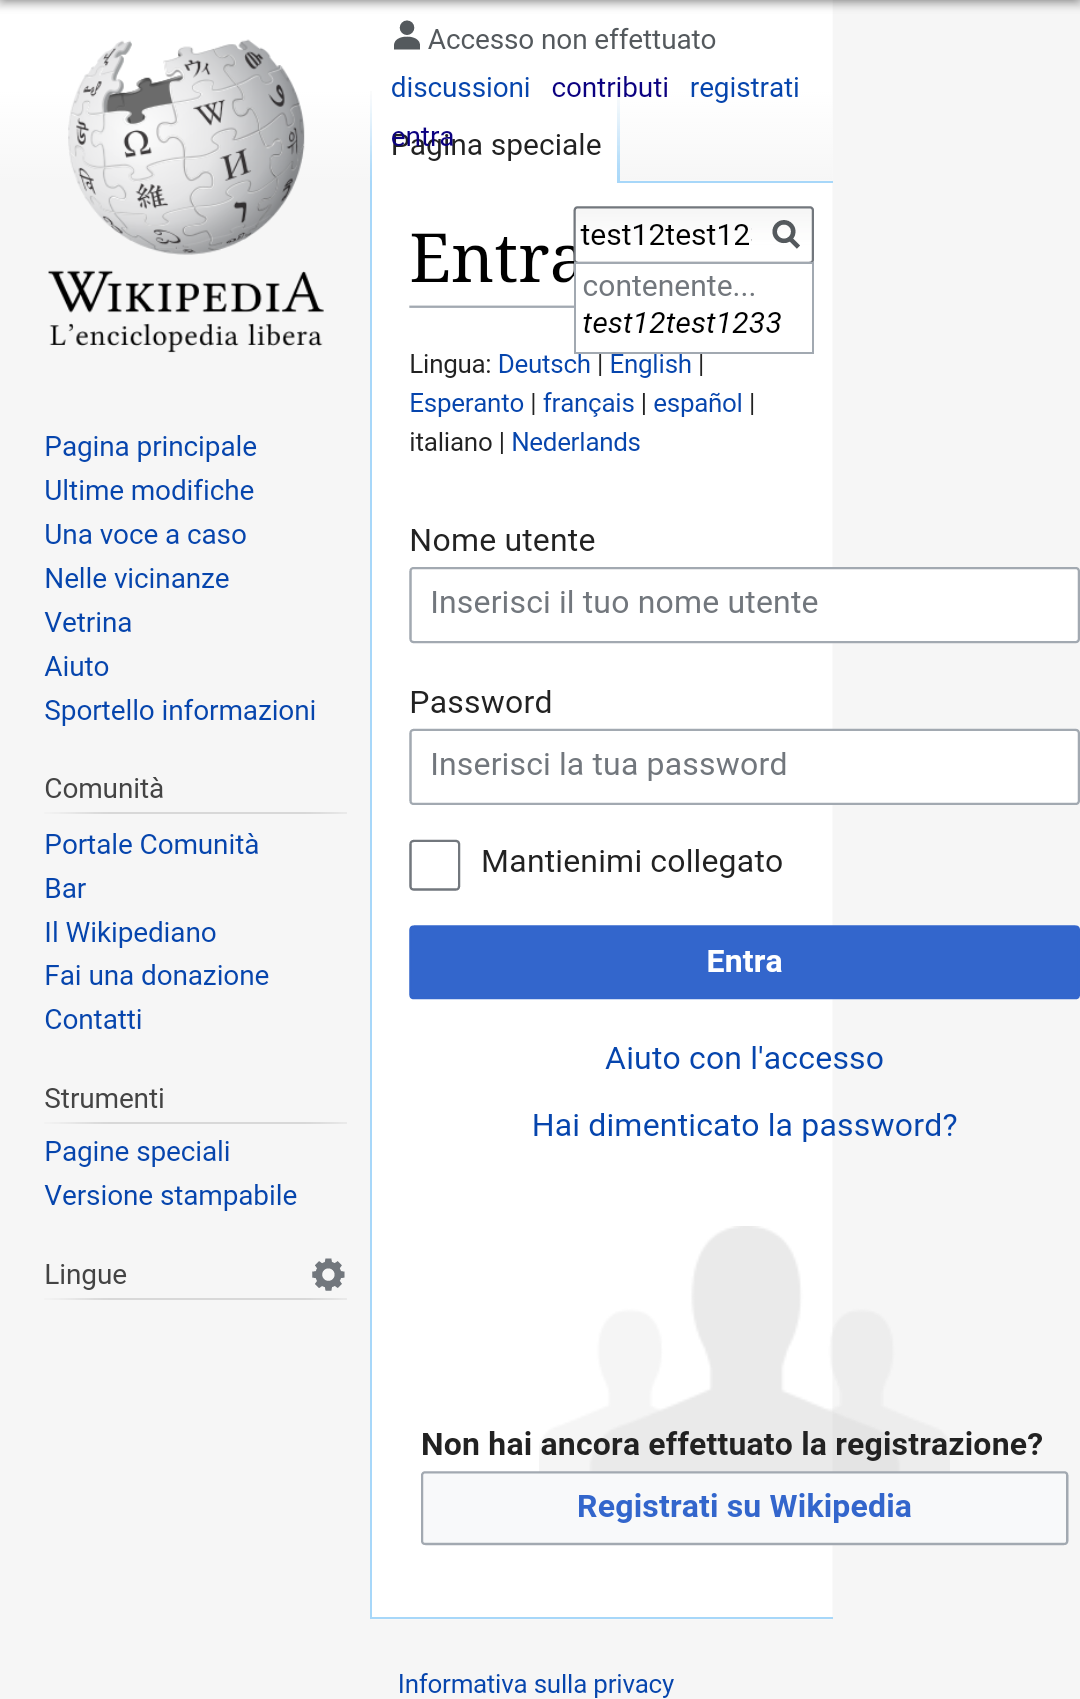 Accesso non effettuato
discussioni contributi registrati
entra
Pagina speciale
WIKIPEDIA
L'enciclopedia libera
Entra
test12test12
contenente...
test12test1233
Lingua: Deutsch | English |
Esperanto | français | español |
italiano | Nederlands
Pagina principale
Ultime modifiche
Una voce a caso
Nelle vicinanze
Vetrina
Aiuto
Sportello informazioni
Comunità
Portale Comunità
Bar
Il Wikipediano
Fai una donazione
Contatti
Strumenti
Pagine speciali
Versione stampabile
Lingue
Nome utente
Inserisci il tuo nome utente
Password
Inserisci la tua password
Mantienimi collegato
Entra
Aiuto con l'accesso
Hai dimenticato la password?
Non hai ancora effettuato la registrazione?
Registrati su Wikipedia
Informativa sulla privacy